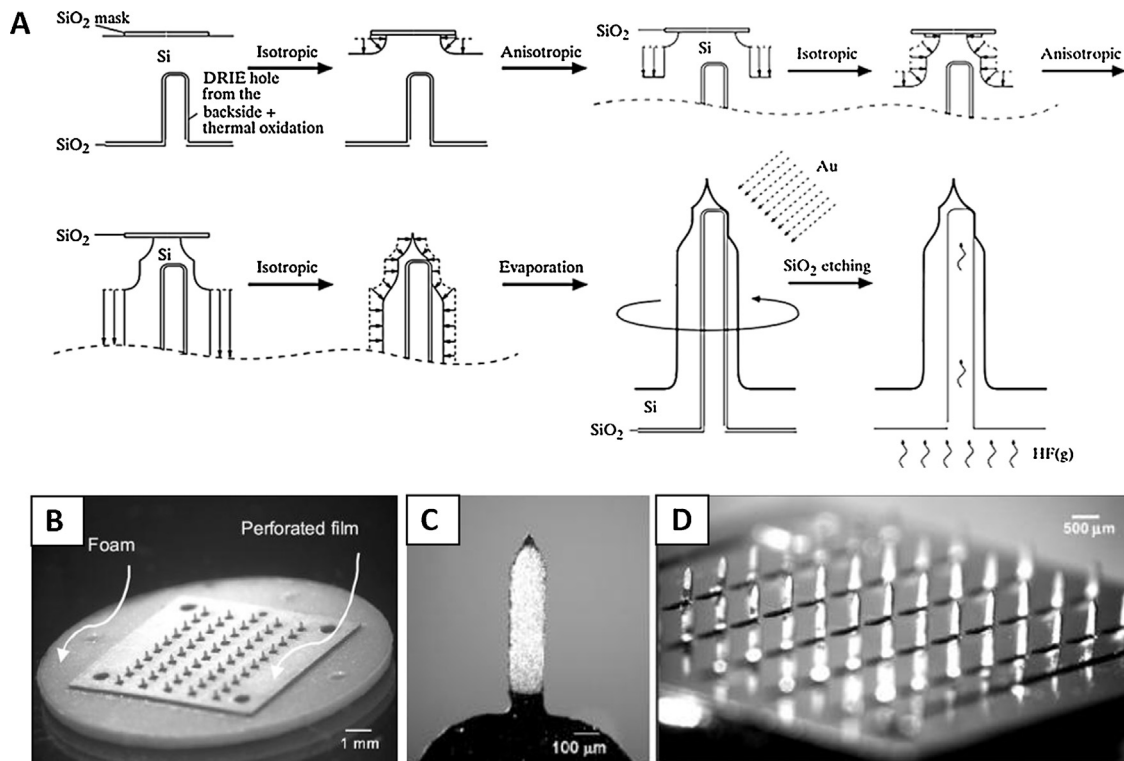 A
SiO2 mask
Si
DRIE hole
from the
backside +
thermal oxidation
SiO2
Isotropic
Anisotropic
SiO2
Si
Isotropic
Anisotropic
SiO2
Si
Isotropic
Evaporation
Au
SiO2 etching
Si
SiO2
HF(g)
B
Foam
Perforated film
1 mm
C
100 µm
D
500 µm